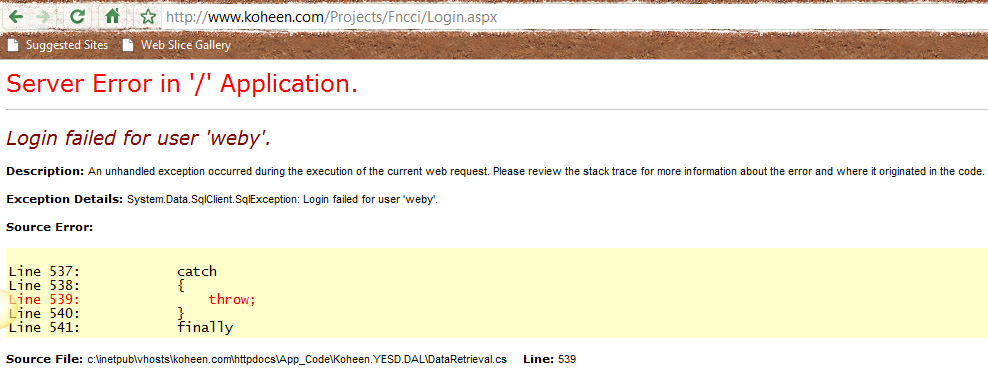 http://www.koheen.com/Projects/Fncci/Login.aspx
Suggested Sites Web Slice Gallery
Server Error in '/' Application.
Login failed for user 'weby'.
Description: An unhandled exception occurred during the execution of the current web request. Please review the stack trace for more information about the error and where it originated in the code.
Exception Details: System.Data.SqlClient.SqlException: Login failed for user 'weby'.
Source Error:
Line 537:            catch
Line 538:            {
Line 539:                throw;
Line 540:            }
Line 541:            finally
Source File: c:\inetpub\vhosts\koheen.com\httpdocs\App_Code\Koheen.YESD.DAL\DataRetrieval.cs    Line: 539